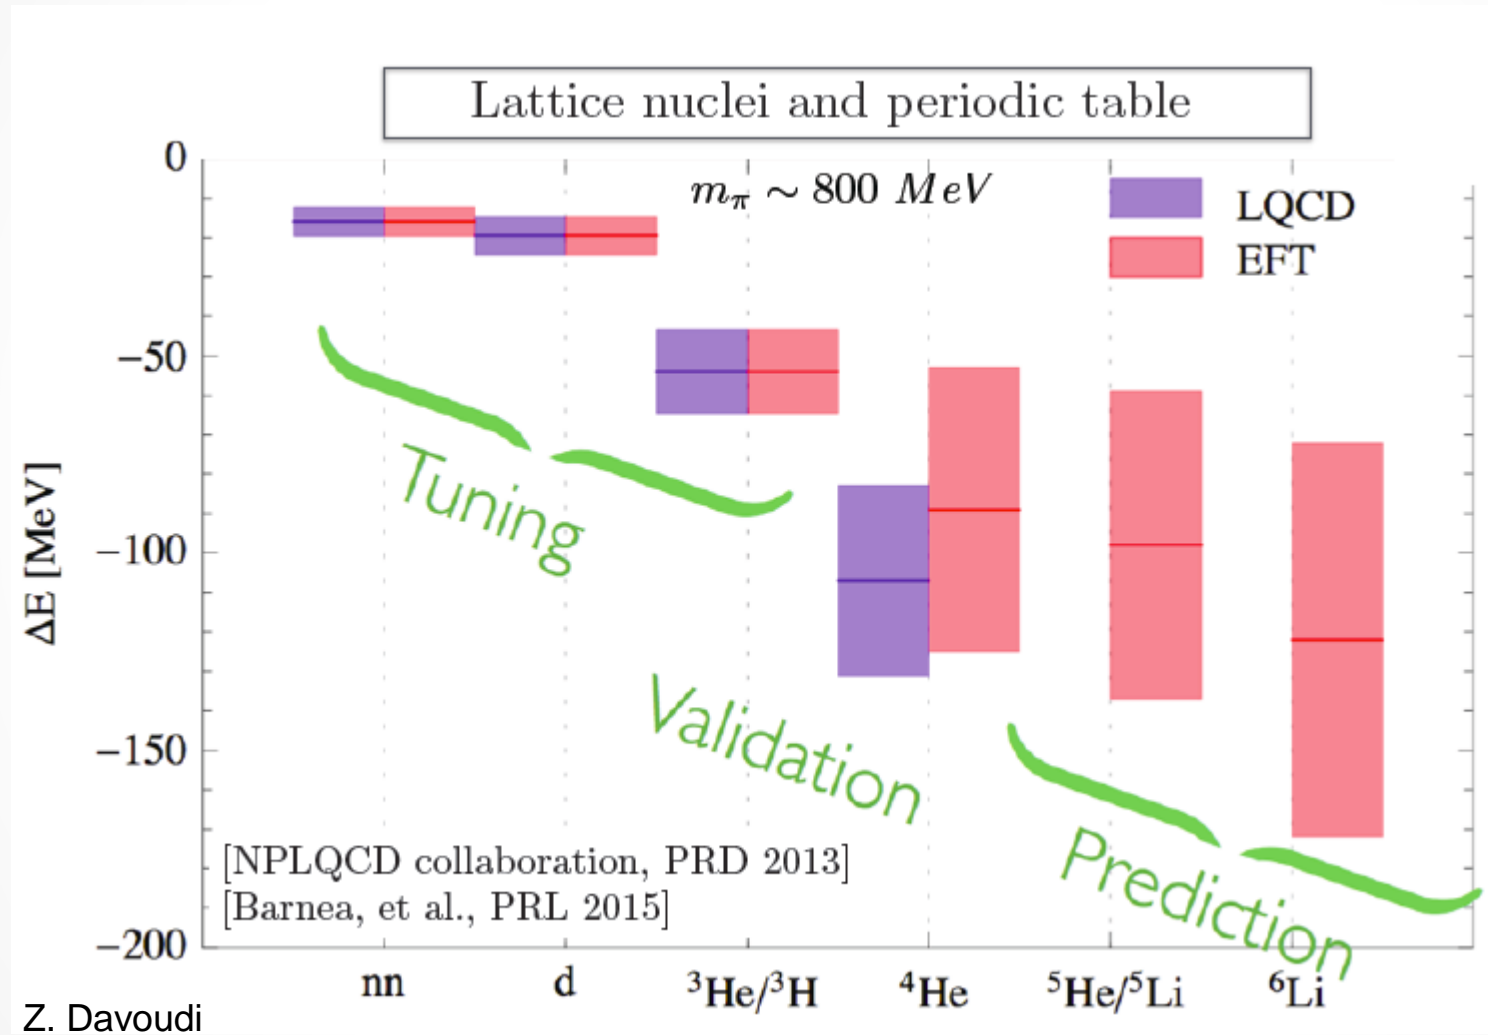 Lattice nuclei and periodic table
0
m_π ∼ 800 MeV
LQCD
EFT
−50
Tuning
−100
ΔE [MeV]
Validation
−150
Prediction
[NPLQCD collaboration, PRD 2013]
[Barnea, et al., PRL 2015]
−200
nn d ³He/³H ⁴He ⁵He/⁵Li ⁶Li
Z. Davoudi